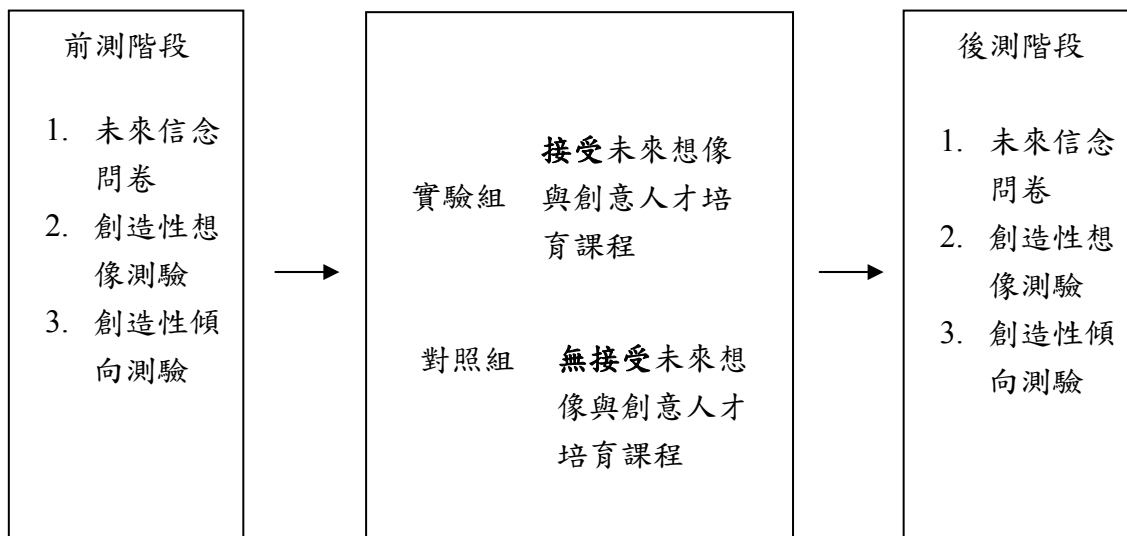 前測階段
1. 未來信念
問卷
2. 創造性想
像測驗
3. 創造性傾
向測驗
實驗組 接受未來想像
與創意人才培
育課程
對照組 無接受未來想
像與創意人才
培育課程
後測階段
1. 未來信念
問卷
2. 創造性想
像測驗
3. 創造性傾
向測驗